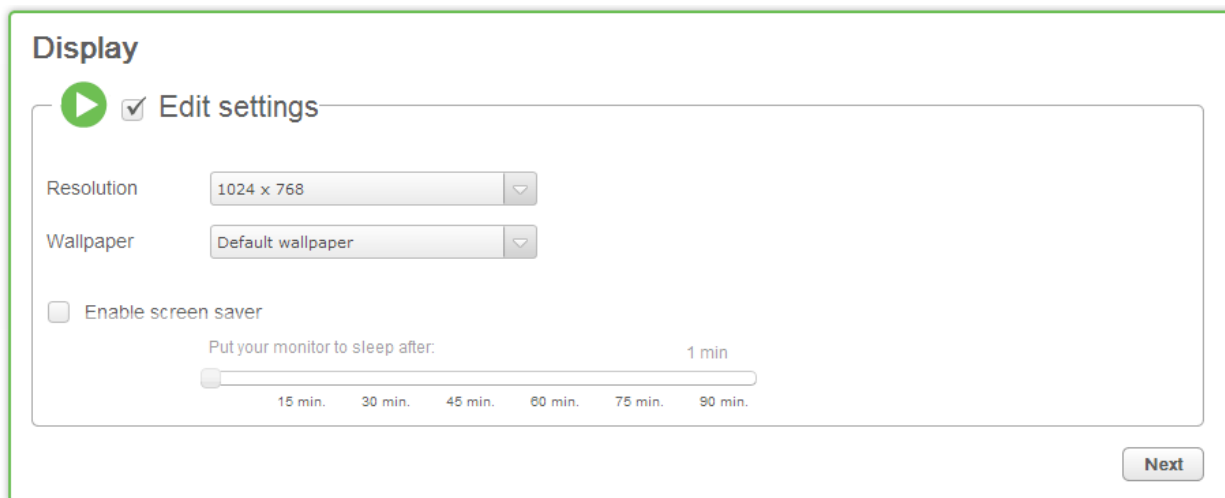 Display
Edit settings
Resolution 1024 x 768
Wallpaper Default wallpaper
Enable screen saver
Put your monitor to sleep after: 1 min
15 min. 30 min. 45 min. 60 min. 75 min. 90 min.
Next